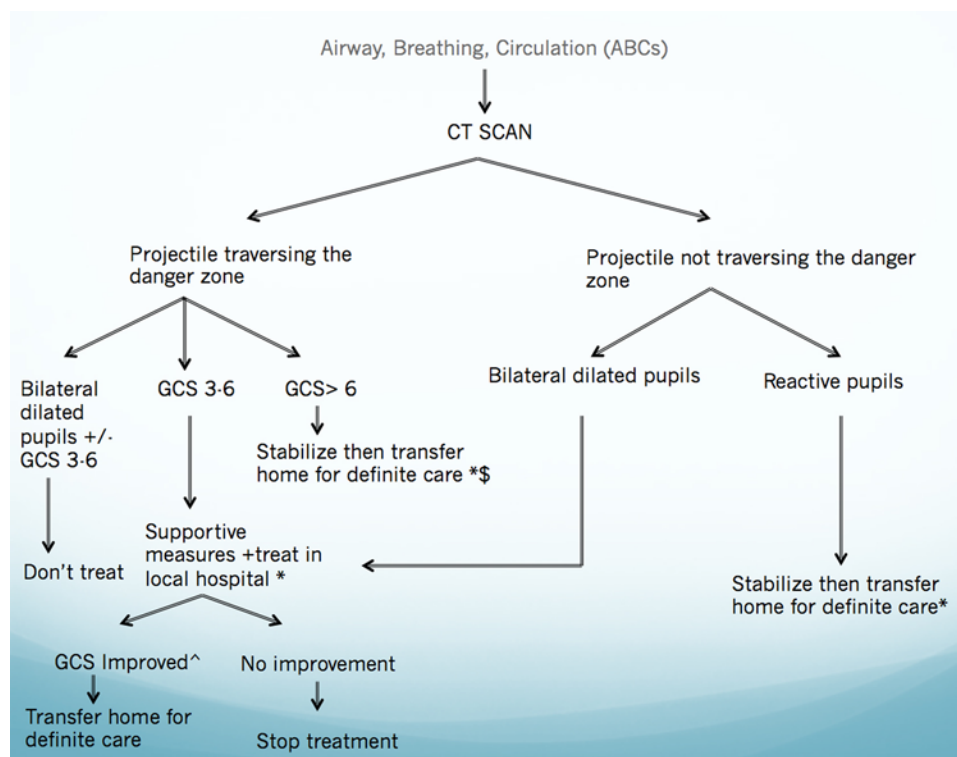 Airway, Breathing, Circulation (ABCs)
CT SCAN
Projectile traversing the
danger zone
Projectile not traversing the danger
zone
Bilateral
dilated
pupils +/-
GCS 3-6
GCS 3-6
GCS> 6
Bilateral dilated pupils
Reactive pupils
Stabilize then transfer
home for definite care *$
Don't treat
Supportive
measures +treat in
local hospital *
Stabilize then transfer
home for definite care*
GCS Improved^
No improvement
Transfer home for
definite care
Stop treatment